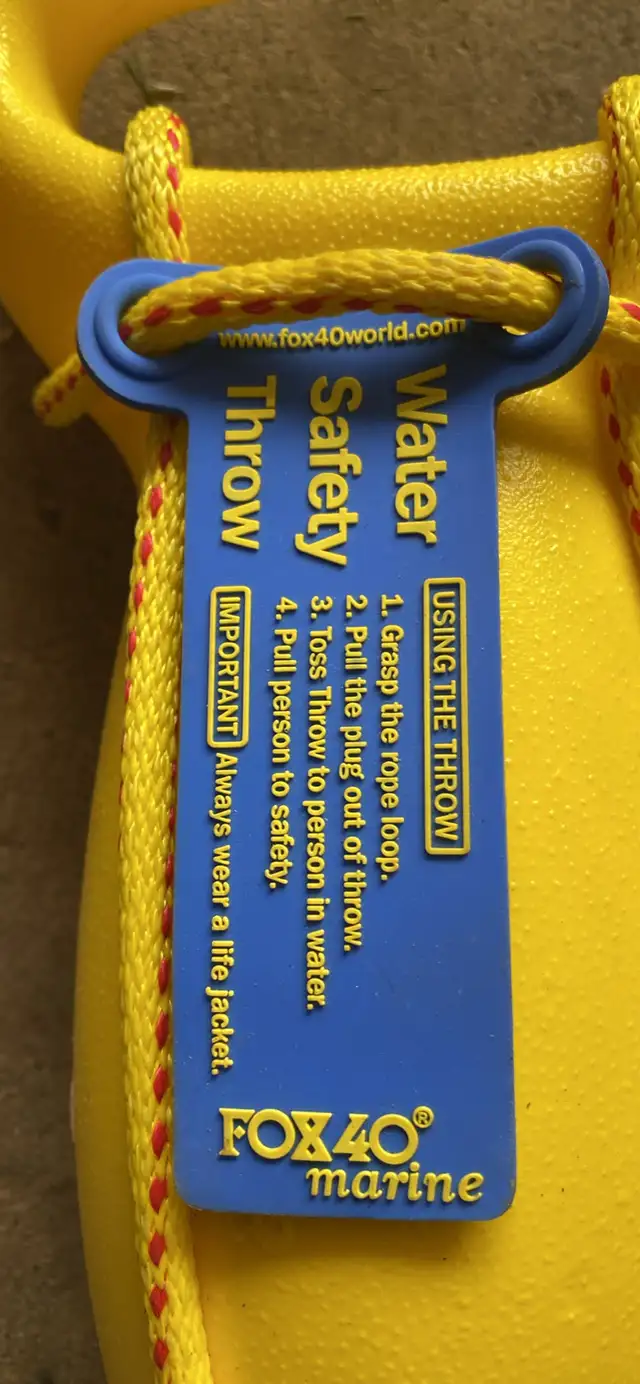 www.fox40world.com
Water
Safety
Throw
USING THE THROW
1. Grasp the rope loop.
2. Pull the plug out of throw.
3. Toss Throw to person in water.
4. Pull person to safety.
IMPORTANT Always wear a life jacket.
FOX40®
marine